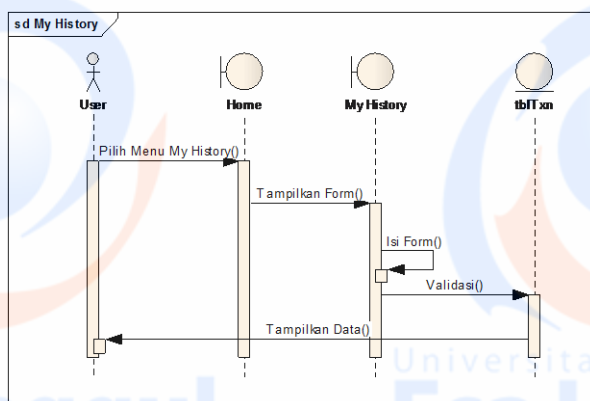 sd My History
User
Home
My History
tblTxn
Pilih Menu My History()
Tampilkan Form()
Isi Form()
Validasi()
Tampilkan Data()
Universita